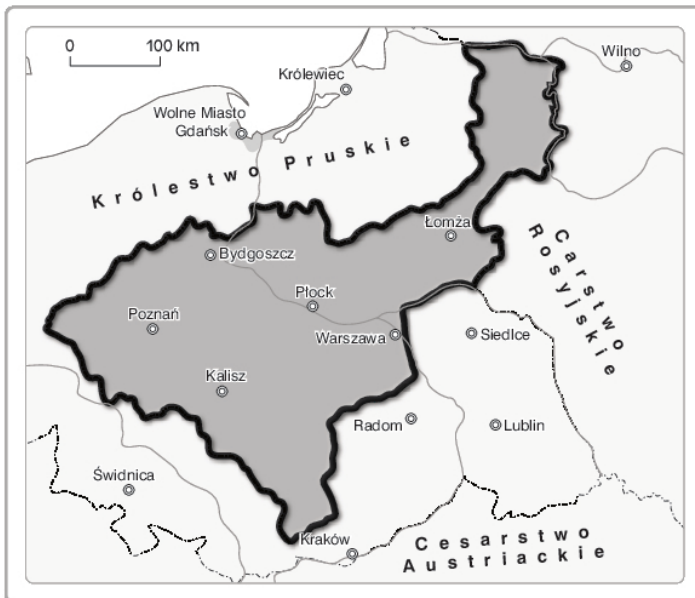 0 100 km
Wilno
Królewiec
Wolne Miasto
Gdańsk
Królestwo Pruskie
Łomża
Bydgoszcz
Carstwo
Rosyjskie
Płock
Poznań
Warszawa
Siedlce
Kalisz
Radom
Lublin
Świdnica
Kraków
Cesarstwo
Austriackie